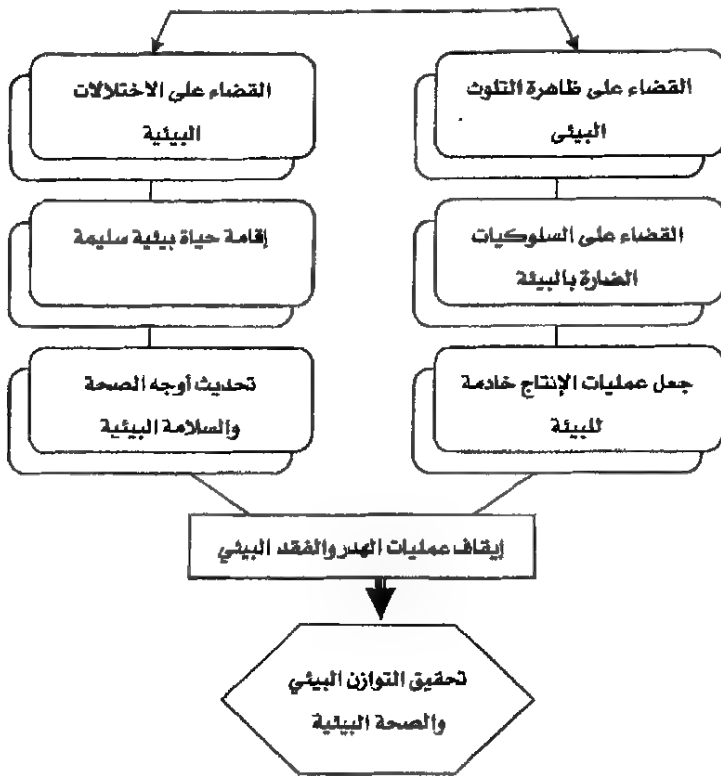 القضاء على ظاهرة التلوث
البيئى
القضاء على السلوكيات
الضارة بالبيئة
جعل عمليات الإنتاج خادمة
للبيئة
القضاء على الاختلالات
البيئية
إقامة حياة بيئية سليمة
تحديث أوجه الصحة
والسلامة البيئية
إيقاف عمليات الهدر والفقد البيئي
تحقيق التوازن البيئي
والصحة البيئية